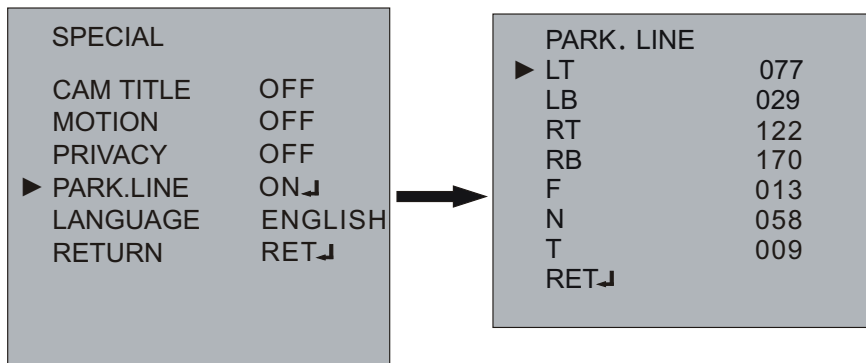 SPECIAL
CAM TITLE OFF
MOTION OFF
PRIVACY OFF
► PARK.LINE ON↲
LANGUAGE ENGLISH
RETURN RET↲
PARK. LINE
► LT 077
LB 029
RT 122
RB 170
F 013
N 058
T 009
RET↲